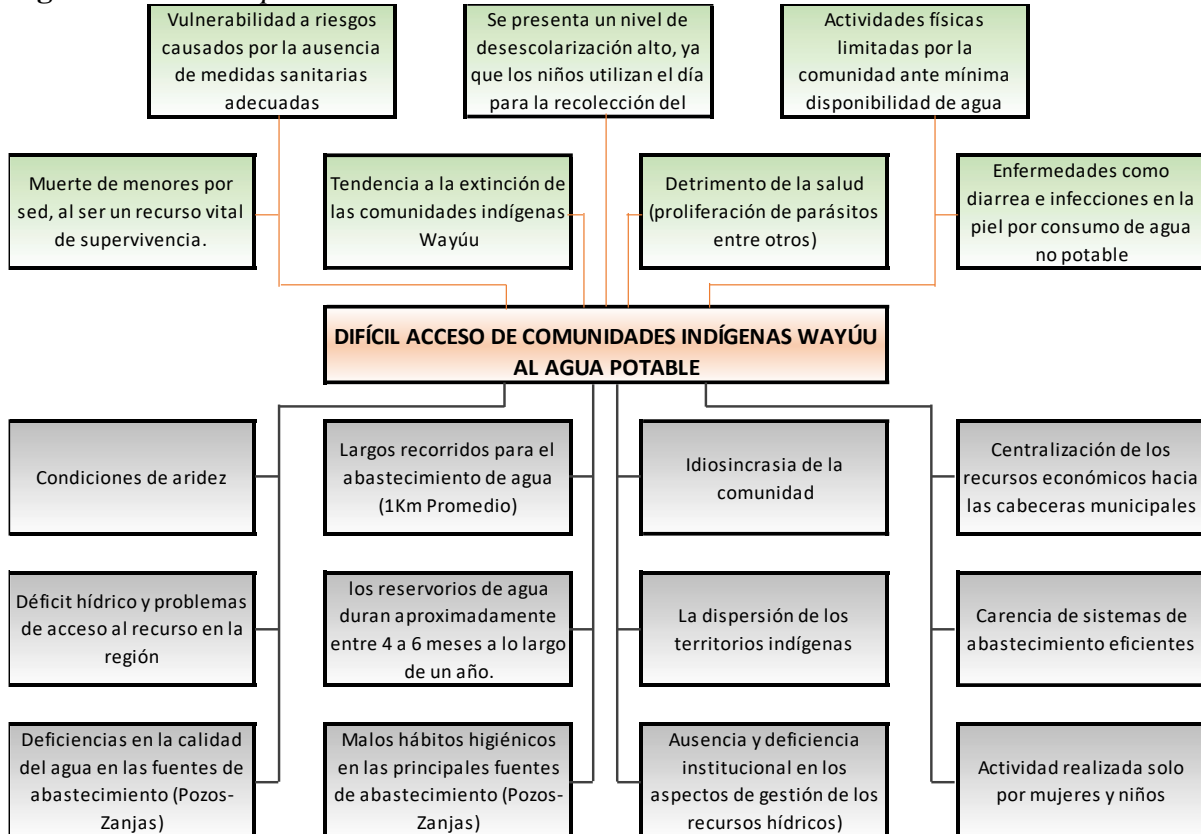 Vulnerabilidad a riesgos
causados por la ausencia
de medidas sanitarias
adecuadas
Se presenta un nivel de
desescolarización alto, ya
que los niños utilizan el día
para la recolección del
Actividades físicas
limitadas por la
comunidad ante mínima
disponibilidad de agua
Muerte de menores por
sed, al ser un recurso vital
de supervivencia.
Tendencia a la extinción de
las comunidades indígenas
Wayúu
Detrimento de la salud
(proliferación de parásitos
entre otros)
Enfermedades como
diarrea e infecciones en la
piel por consumo de agua
no potable
DIFÍCIL ACCESO DE COMUNIDADES INDÍGENAS WAYÚU
AL AGUA POTABLE
Condiciones de aridez
Largos recorridos para el
abastecimiento de agua
(1Km Promedio)
Idiosincrasia de la
comunidad
Centralización de los
recursos económicos hacia
las cabeceras municipales
Déficit hídrico y problemas
de acceso al recurso en la
región
los reservorios de agua
duran aproximadamente
entre 4 a 6 meses a lo largo
de un año.
La dispersión de los
territorios indígenas
Carencia de sistemas de
abastecimiento eficientes
Deficiencias en la calidad
del agua en las fuentes de
abastecimiento (Pozos-
Zanjas)
Malos hábitos higiénicos
en las principales fuentes
de abastecimiento (Pozos-
Zanjas)
Ausencia y deficiencia
institucional en los
aspectos de gestión de los
recursos hídricos)
Actividad realizada solo
por mujeres y niños